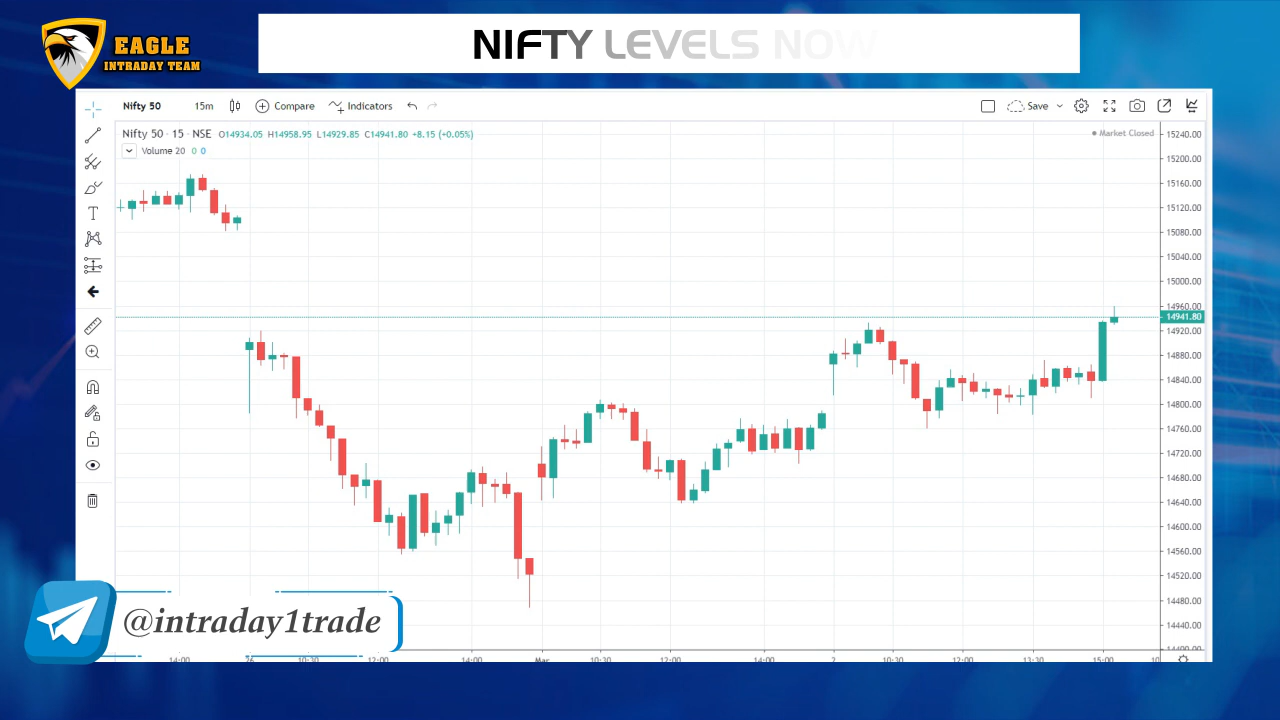 EAGLE
INTRADAY TEAM
NIFTY LEVELS NOW
Nifty 50
15m
Compare
Indicators
Save
Nifty 50 · 15 · NSE O14934.05 H14958.95 L14929.85 C14941.80 +8.15 (+0.05%)
Market Closed
Volume 20 0 0
15240.00
15200.00
15160.00
15120.00
15080.00
15040.00
15000.00
14960.00
14941.80
14920.00
14880.00
14840.00
14800.00
14760.00
14720.00
14680.00
14640.00
14600.00
14560.00
14520.00
14480.00
14440.00
14400.00
@intraday1trade
14:00 26 10:30 12:00 14:00 Mar 10:30 12:00 14:00 2 10:30 12:00 13:30 15:00 10